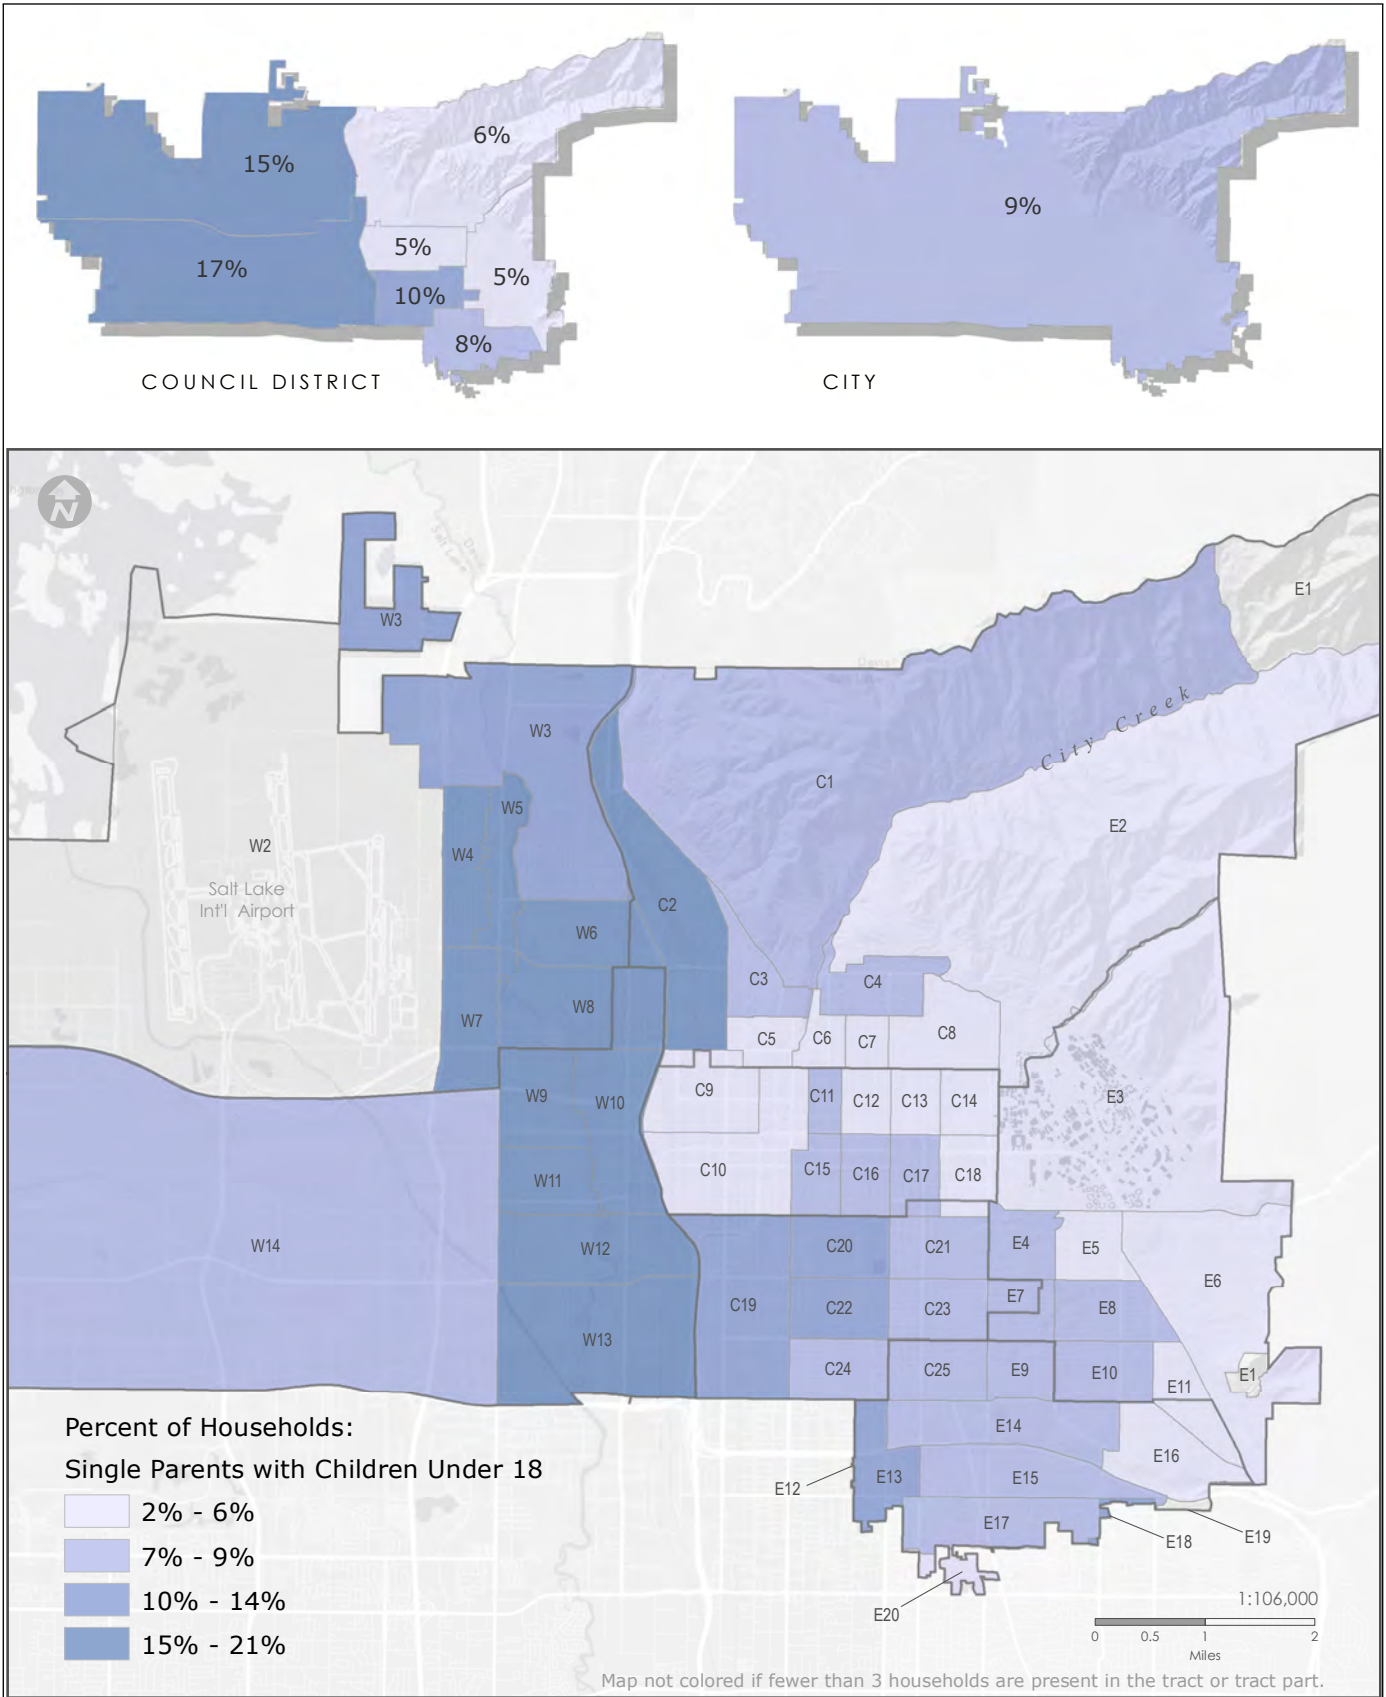 15%
6%
17%
5%
5%
10%
8%
COUNCIL DISTRICT
9%
CITY
N
Davis
Salt Lake
E1
W3
Davis
W3
City Creek
C1
W5
E2
W2
W4
Salt Lake
Int'l Airport
C2
W6
C3
C4
W8
W7
C5
C6
C7
C8
C9
W9
W10
C11
C12
C13
C14
E3
C10
W11
C15
C16
C17
C18
W14
W12
C20
C21
E4
E5
E6
C19
C22
C23
E7
E8
W13
C24
C25
E9
E10
E11
E1
Percent of Households:
Single Parents with Children Under 18
2% - 6%
7% - 9%
10% - 14%
15% - 21%
E14
E16
E12
E13
E15
E17
E18
E19
E20
1:106,000
0
0.5
1
2
Miles
Map not colored if fewer than 3 households are present in the tract or tract part.